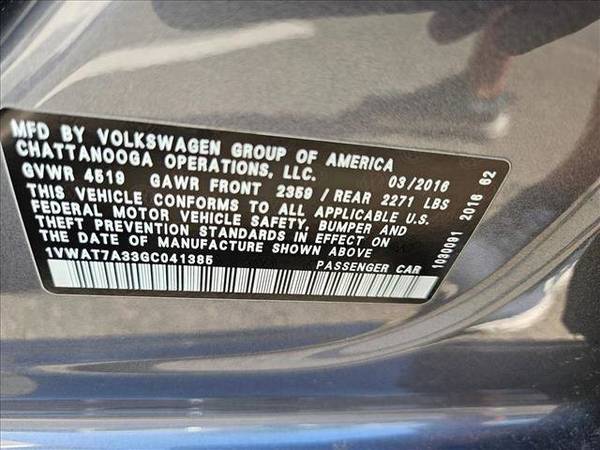 MFD BY VOLKSWAGEN GROUP OF AMERICA
CHATTANOOGA OPERATIONS, LLC.
GVWR 4519 GAWR FRONT 2359 / REAR 2271 LBS 03/2016
THIS VEHICLE CONFORMS TO ALL APPLICABLE U.S.
FEDERAL MOTOR VEHICLE SAFETY, BUMPER, AND
THEFT PREVENTION STANDARDS IN EFFECT ON
THE DATE OF MANUFACTURE SHOWN ABOVE
1VWAT7A33GC041385 PASSENGER CAR
1030091 2016 62